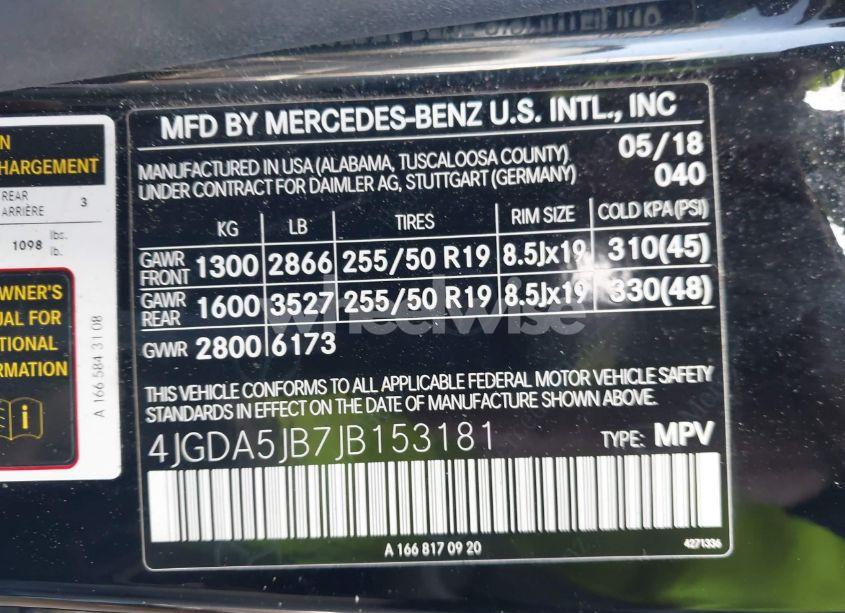 MFD BY MERCEDES-BENZ U.S. INTL., INC
MANUFACTURED IN USA (ALABAMA, TUSCALOOSA COUNTY) 05/18
UNDER CONTRACT FOR DAIMLER AG, STUTTGART (GERMANY) 040
KG LB TIRES RIM SIZE COLD KPA (PSI)
GAWR FRONT 1300 2866 255/50 R19 8.5Jx19 310(45)
GAWR REAR 1600 3527 255/50 R19 8.5Jx19 330(48)
GVWR 2800 6173
THIS VEHICLE CONFORMS TO ALL APPLICABLE FEDERAL MOTOR VEHICLE SAFETY
STANDARDS IN EFFECT ON THE DATE OF MANUFACTURE SHOWN ABOVE.
4JGDA5JB7JB153181 TYPE: MPV
A 166 817 09 20 4271336
HARGEMENT
REAR
ARRIÈRE 3
1098 lbs.
lb.
WNER'S
UAL FOR
TIONAL
RMATION
A 166 584 31 08
wheelwise